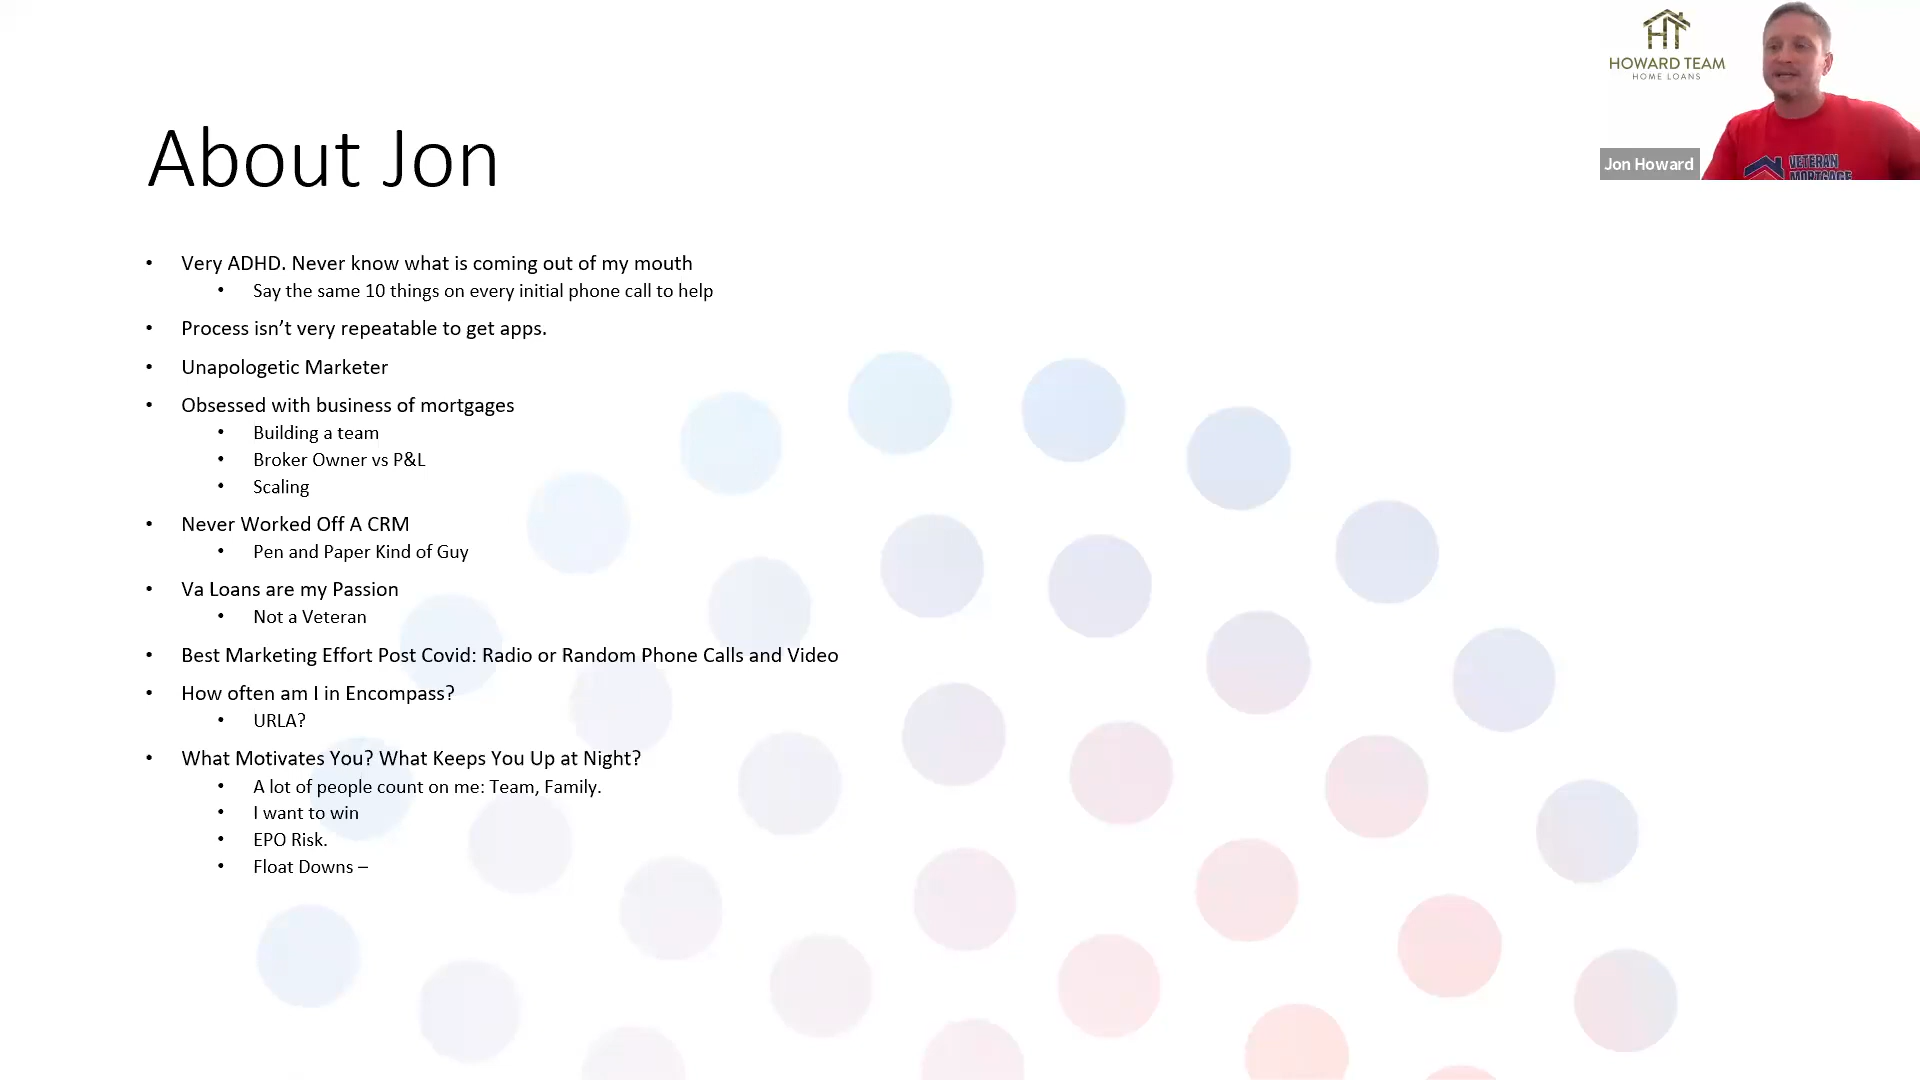 HT
HOWARD TEAM
HOME LOANS
VETERAN
MORTGAGE
Jon Howard
About Jon
• Very ADHD. Never know what is coming out of my mouth
• Say the same 10 things on every initial phone call to help
• Process isn’t very repeatable to get apps.
• Unapologetic Marketer
• Obsessed with business of mortgages
• Building a team
• Broker Owner vs P&L
• Scaling
• Never Worked Off A CRM
• Pen and Paper Kind of Guy
• Va Loans are my Passion
• Not a Veteran
• Best Marketing Effort Post Covid: Radio or Random Phone Calls and Video
• How often am I in Encompass?
• URLA?
• What Motivates You? What Keeps You Up at Night?
• A lot of people count on me: Team, Family.
• I want to win
• EPO Risk.
• Float Downs –